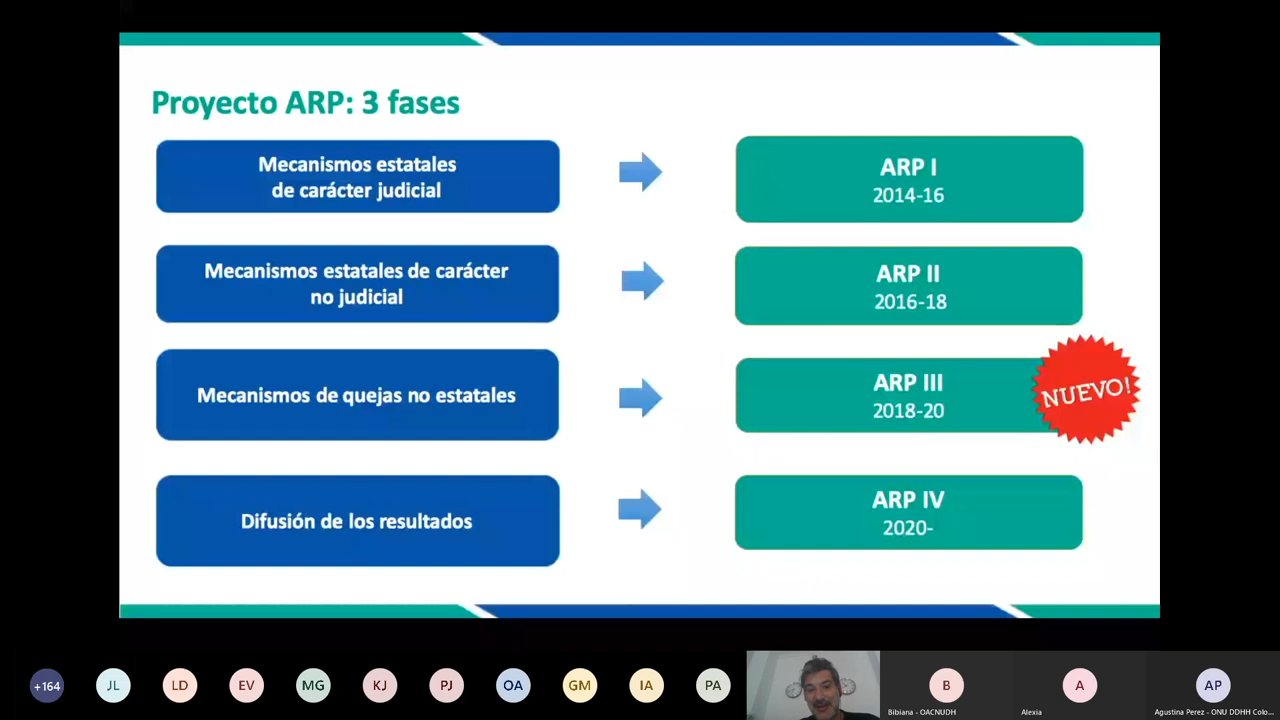 Proyecto ARP: 3 fases
Mecanismos estatales
de carácter judicial
ARP I
2014-16
Mecanismos estatales de carácter
no judicial
ARP II
2016-18
Mecanismos de quejas no estatales
ARP III
2018-20
NUEVO!
Difusión de los resultados
ARP IV
2020-
+164
JL
LD
EV
MG
KJ
PJ
OA
GM
IA
PA
B
Bibiana - OACNUDH
A
Alexia
AP
Agustina Perez - ONU DDHH Colo...